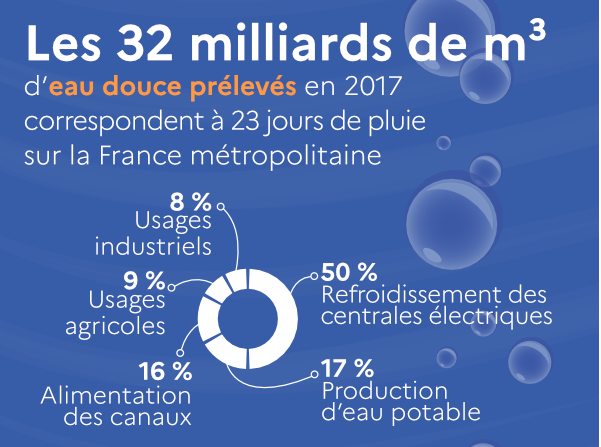 Les 32 milliards de m³
d'eau douce prélevés en 2017
correspondent à 23 jours de pluie
sur la France métropolitaine
8 %
Usages
industriels
9 %
Usages
agricoles
16 %
Alimentation
des canaux
50 %
Refroidissement des
centrales électriques
17 %
Production
d'eau potable